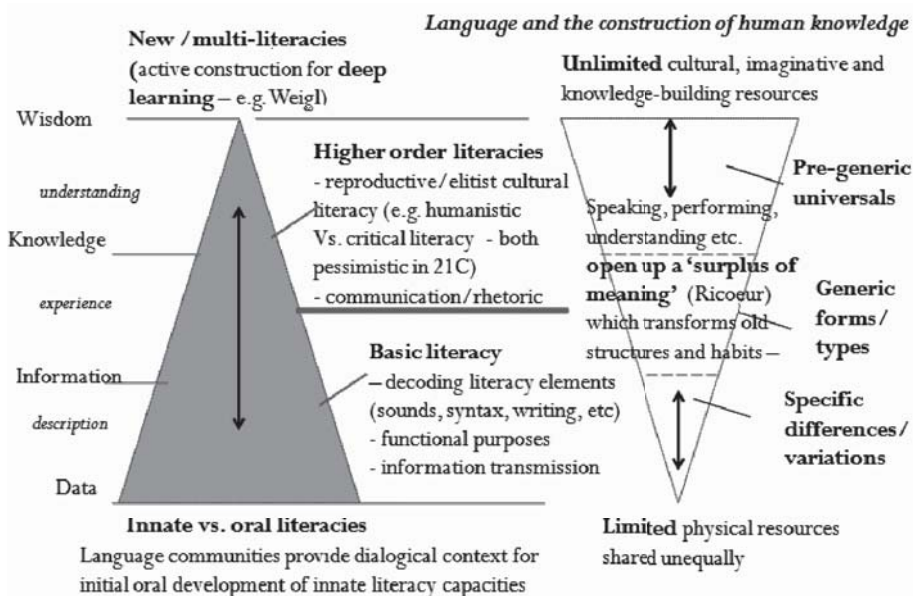 Language and the construction of human knowledge
New / multi-literacies
(active construction for deep
learning – e.g. Weigl)
Unlimited cultural, imaginative and
knowledge-building resources
Wisdom
understanding
Knowledge
experience
Information
description
Data
Higher order literacies
- reproductive/elitist cultural
literacy (e.g. humanistic
Vs. critical literacy - both
pessimistic in 21C)
- communication/rhetoric
Basic literacy
– decoding literacy elements
(sounds, syntax, writing, etc)
- functional purposes
- information transmission
Pre-generic
universals
Speaking, performing,
understanding etc.
open up a 'surplus of
meaning' (Ricoeur)
which transforms old
structures and habits –
Generic
forms/
types
Specific
differences/
variations
Innate vs. oral literacies
Language communities provide dialogical context for
initial oral development of innate literacy capacities
Limited physical resources
shared unequally